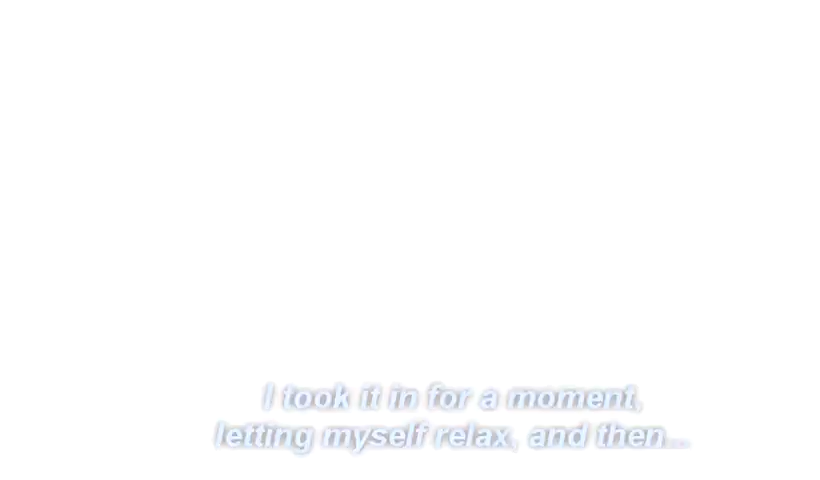 I took it in for a moment,
letting myself relax, and then...